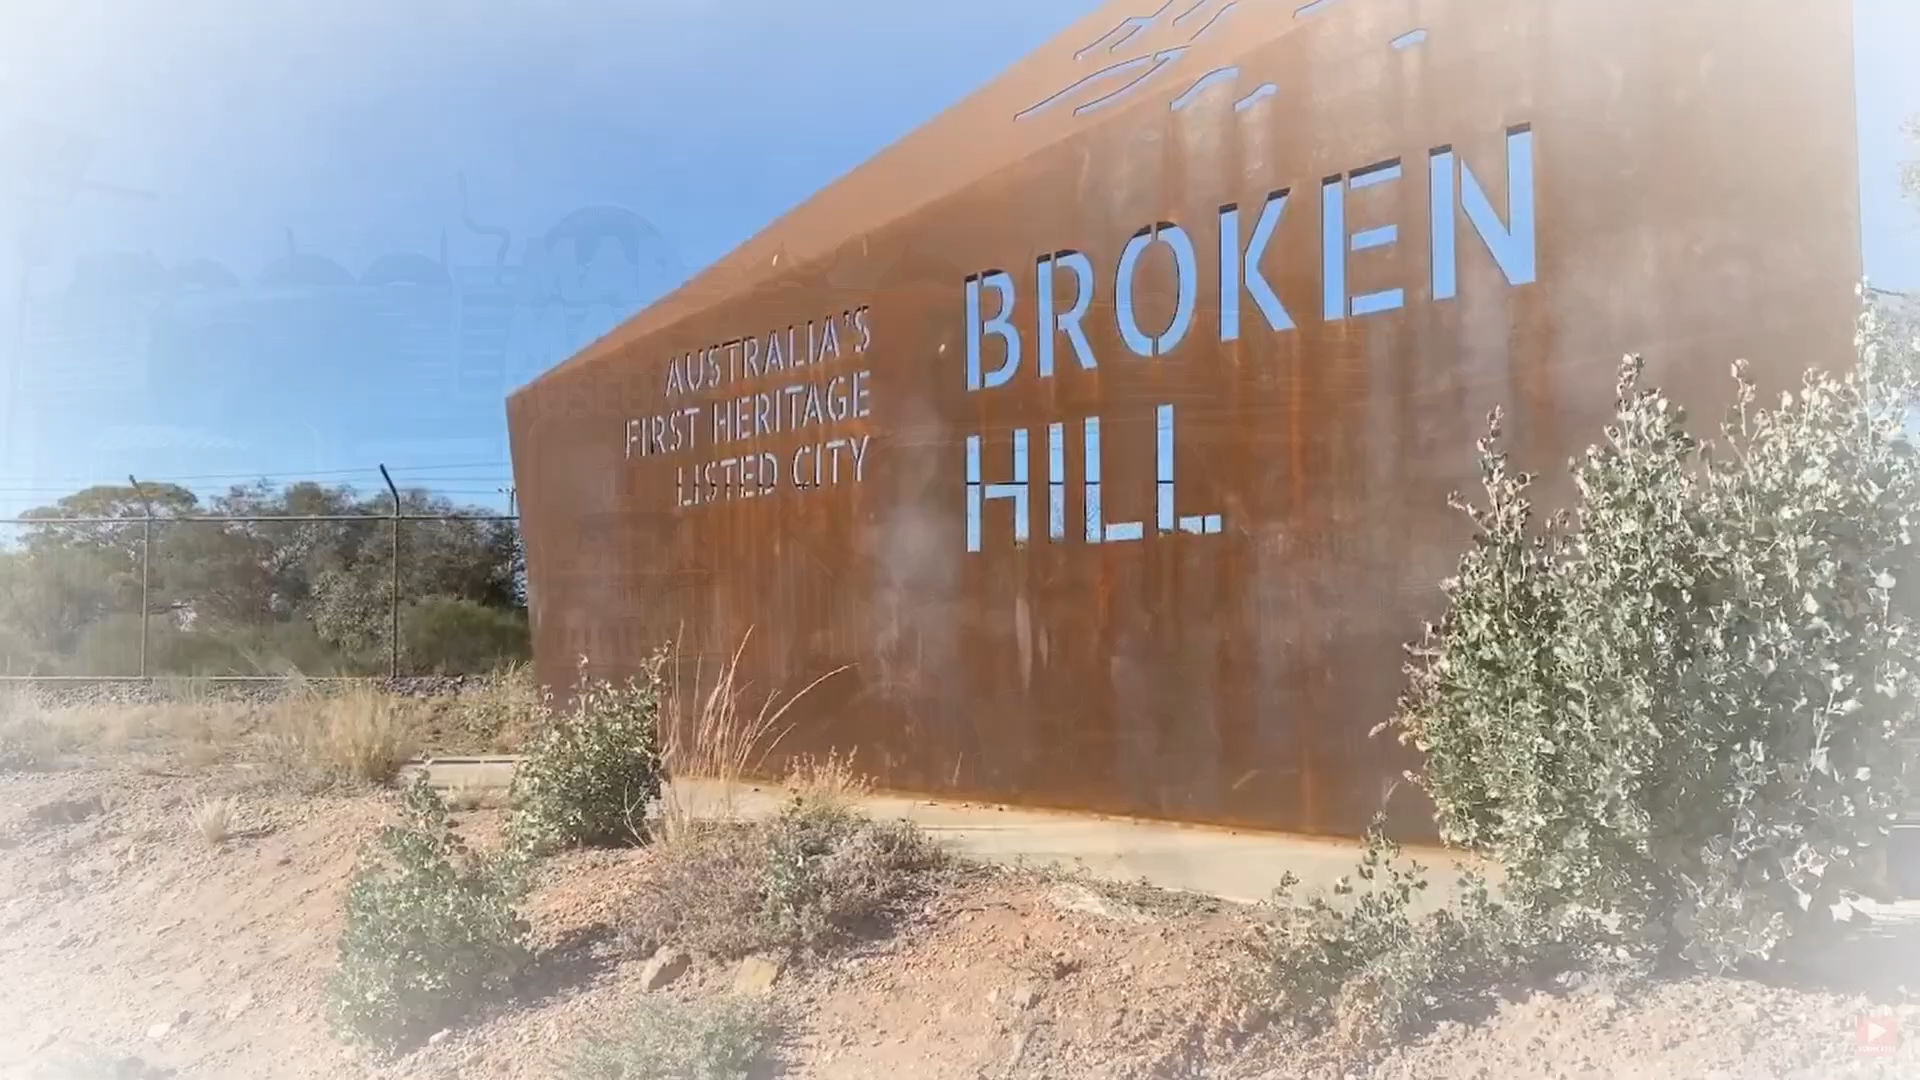 AUSTRALIA'S
FIRST HERITAGE
LISTED CITY
BROKEN
HILL